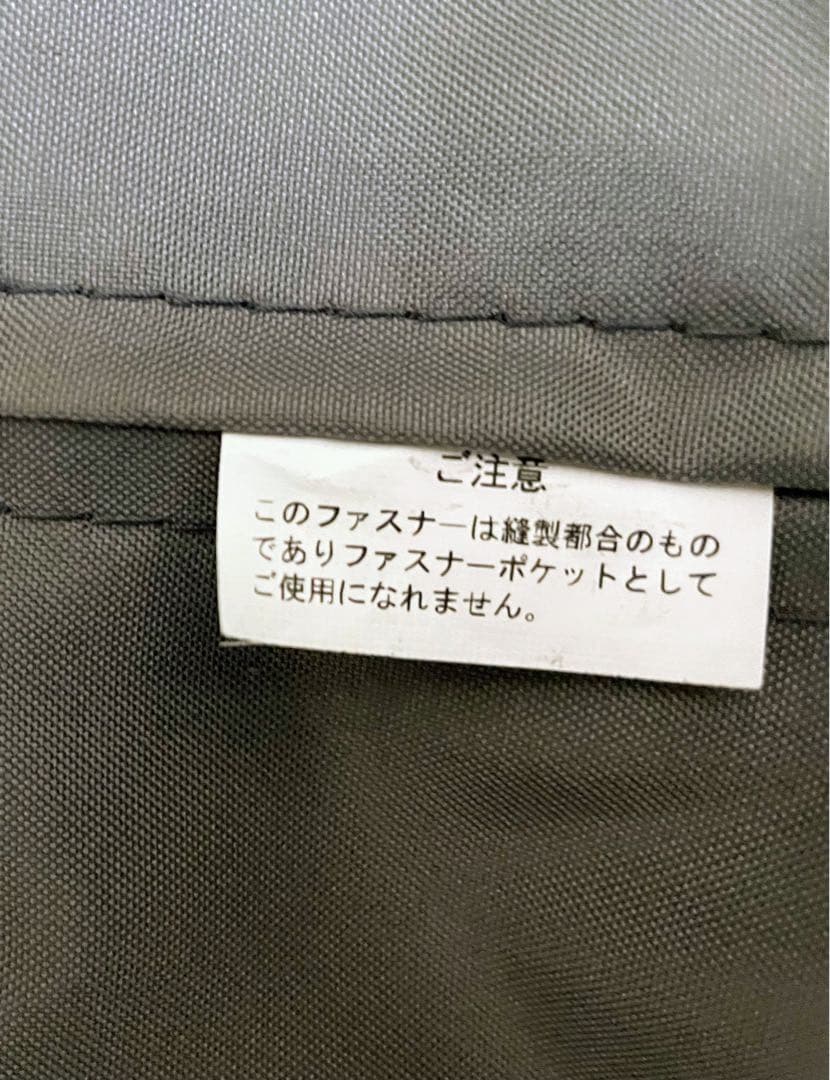 ご注意
このファスナーは縫製都合のもの
でありファスナーポケットとして
ご使用になれません。